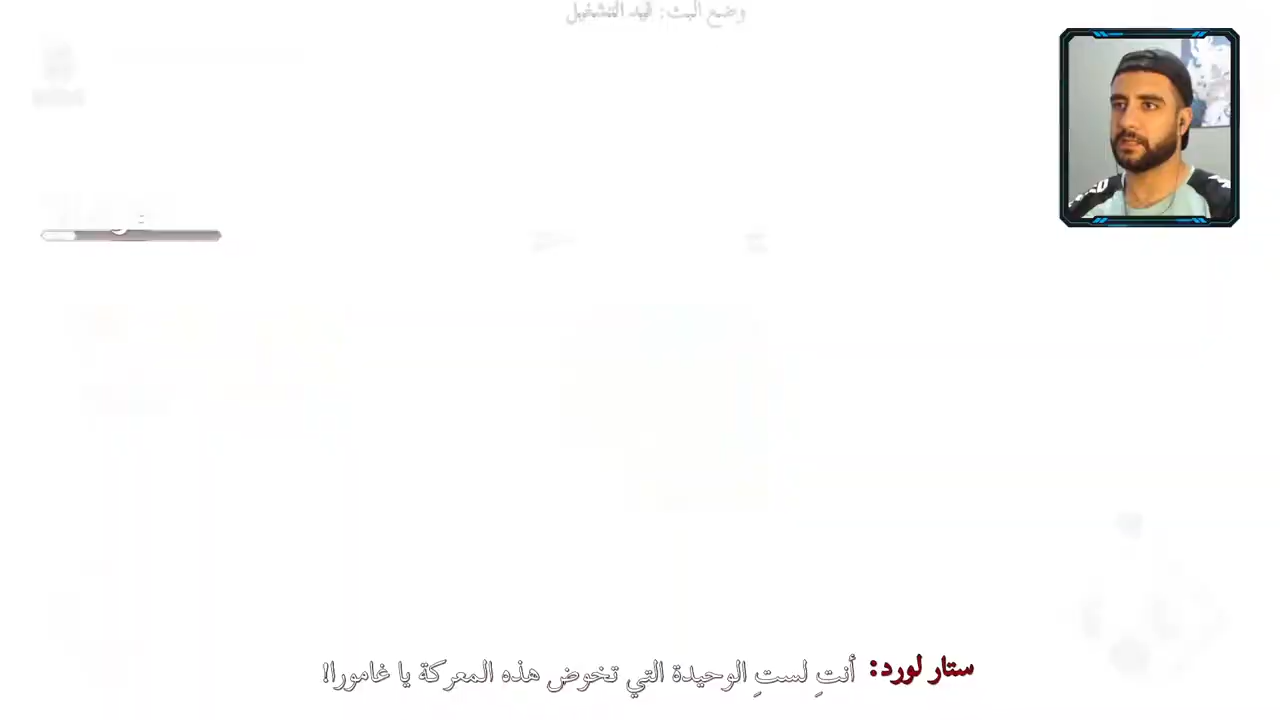 وضع البث: قيد التشغيل
ستار لورد: أنتِ لستِ الوحيدة التي تخوض هذه المعركة يا غامورا!